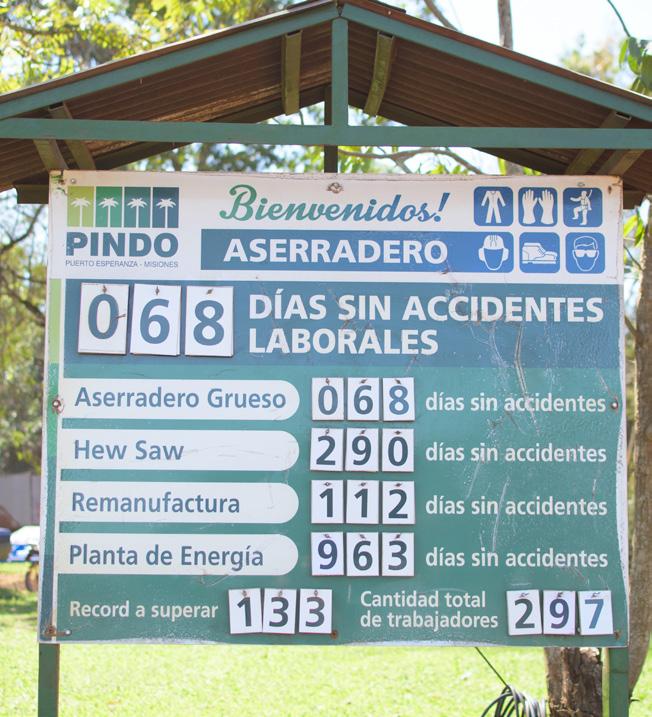 Bienvenidos!
PINDO
PUERTO ESPERANZA - MISIONES
ASERRADERO
068 DÍAS SIN ACCIDENTES
LABORALES
Aserradero Grueso 068 días sin accidentes
Hew Saw 290 días sin accidentes
Remanufactura 112 días sin accidentes
Planta de Energía 963 días sin accidentes
Record a superar 133 Cantidad total
de trabajadores 297